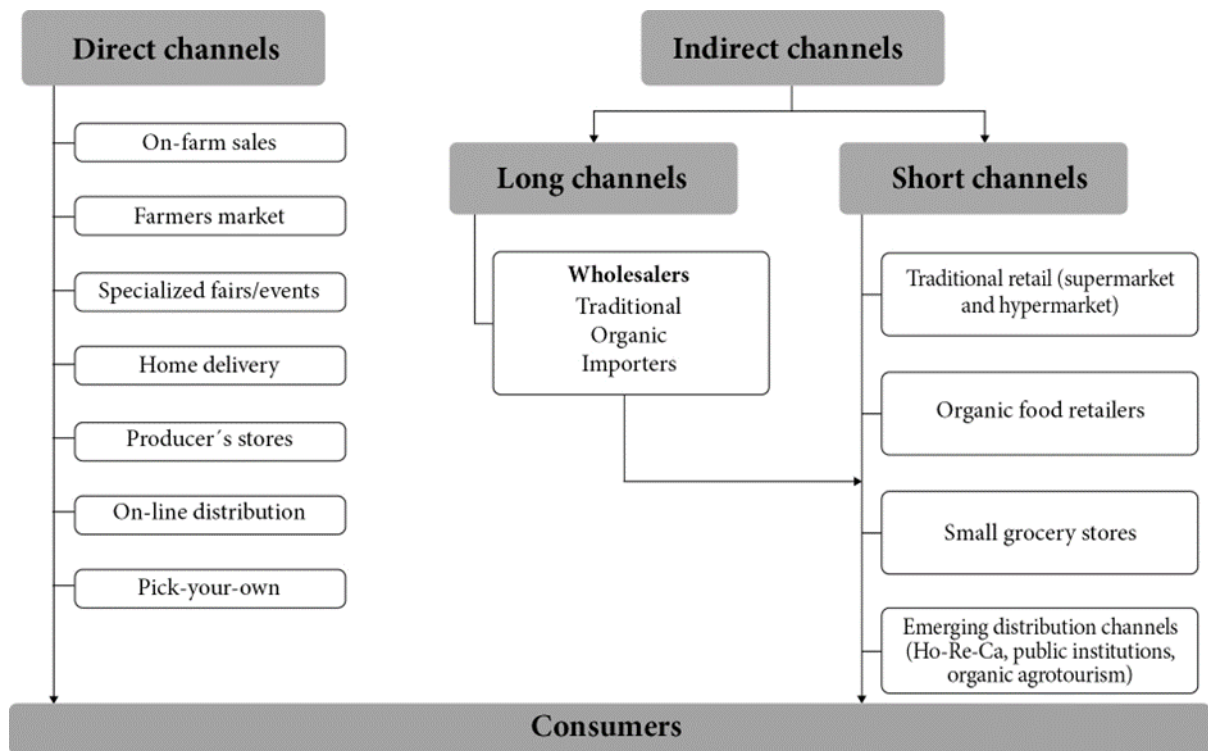 Direct channels
On-farm sales
Farmers market
Specialized fairs/events
Home delivery
Producer´s stores
On-line distribution
Pick-your-own
Indirect channels
Long channels
Wholesalers
Traditional
Organic
Importers
Short channels
Traditional retail (supermarket
and hypermarket)
Organic food retailers
Small grocery stores
Emerging distribution channels
(Ho-Re-Ca, public institutions,
organic agrotourism)
Consumers